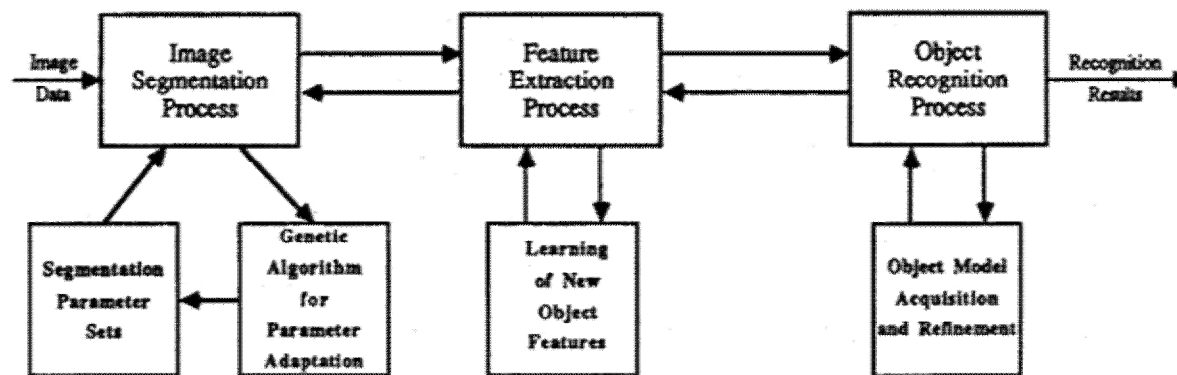 Image
Data
Image
Segmentation
Process
Feature
Extraction
Process
Object
Recognition
Process
Recognition
Results
Segmentation
Parameter
Sets
Genetic
Algorithm
for
Parameter
Adaptation
Learning
of New
Object
Features
Object Model
Acquisition
and Refinement